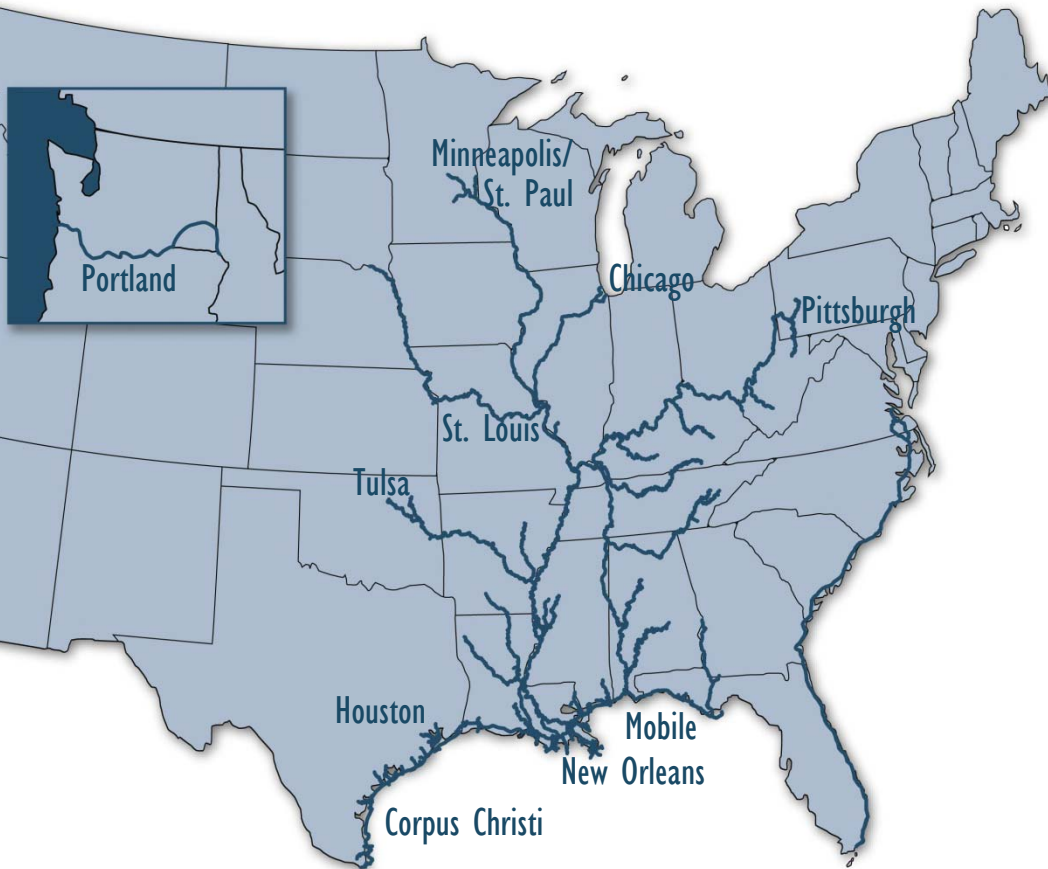 Minneapolis/
St. Paul
Portland
Chicago
Pittsburgh
St. Louis
Tulsa
Houston
Mobile
New Orleans
Corpus Christi